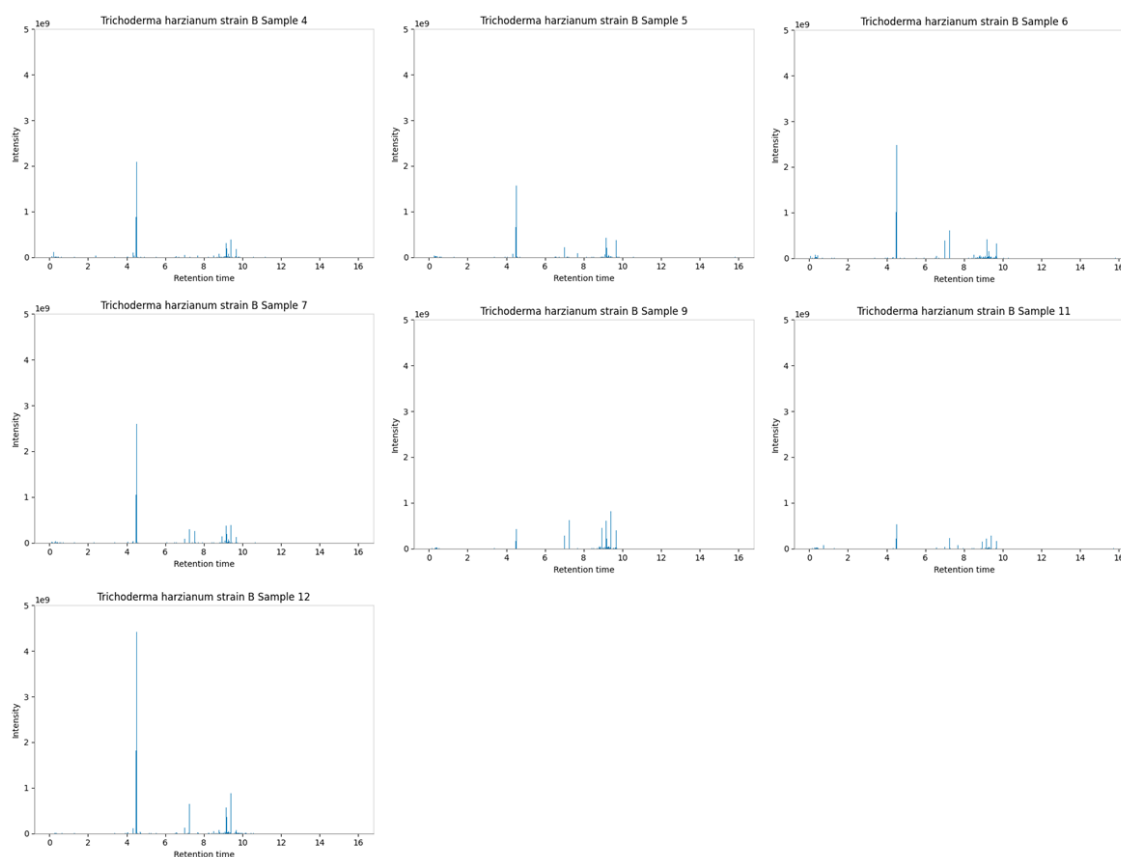 Trichoderma harzianum strain B Sample 4
1e9
5
4
3
2
1
0
Intensity
0 2 4 6 8 10 12 14 16
Retention time
Trichoderma harzianum strain B Sample 5
1e9
5
4
3
2
1
0
Intensity
0 2 4 6 8 10 12 14 16
Retention time
Trichoderma harzianum strain B Sample 6
1e9
5
4
3
2
1
0
Intensity
0 2 4 6 8 10 12 14 16
Retention time
Trichoderma harzianum strain B Sample 7
1e9
5
4
3
2
1
0
Intensity
0 2 4 6 8 10 12 14 16
Retention time
Trichoderma harzianum strain B Sample 9
1e9
5
4
3
2
1
0
Intensity
0 2 4 6 8 10 12 14 16
Retention time
Trichoderma harzianum strain B Sample 11
1e9
5
4
3
2
1
0
Intensity
0 2 4 6 8 10 12 14 16
Retention time
Trichoderma harzianum strain B Sample 12
1e9
5
4
3
2
1
0
Intensity
0 2 4 6 8 10 12 14 16
Retention time